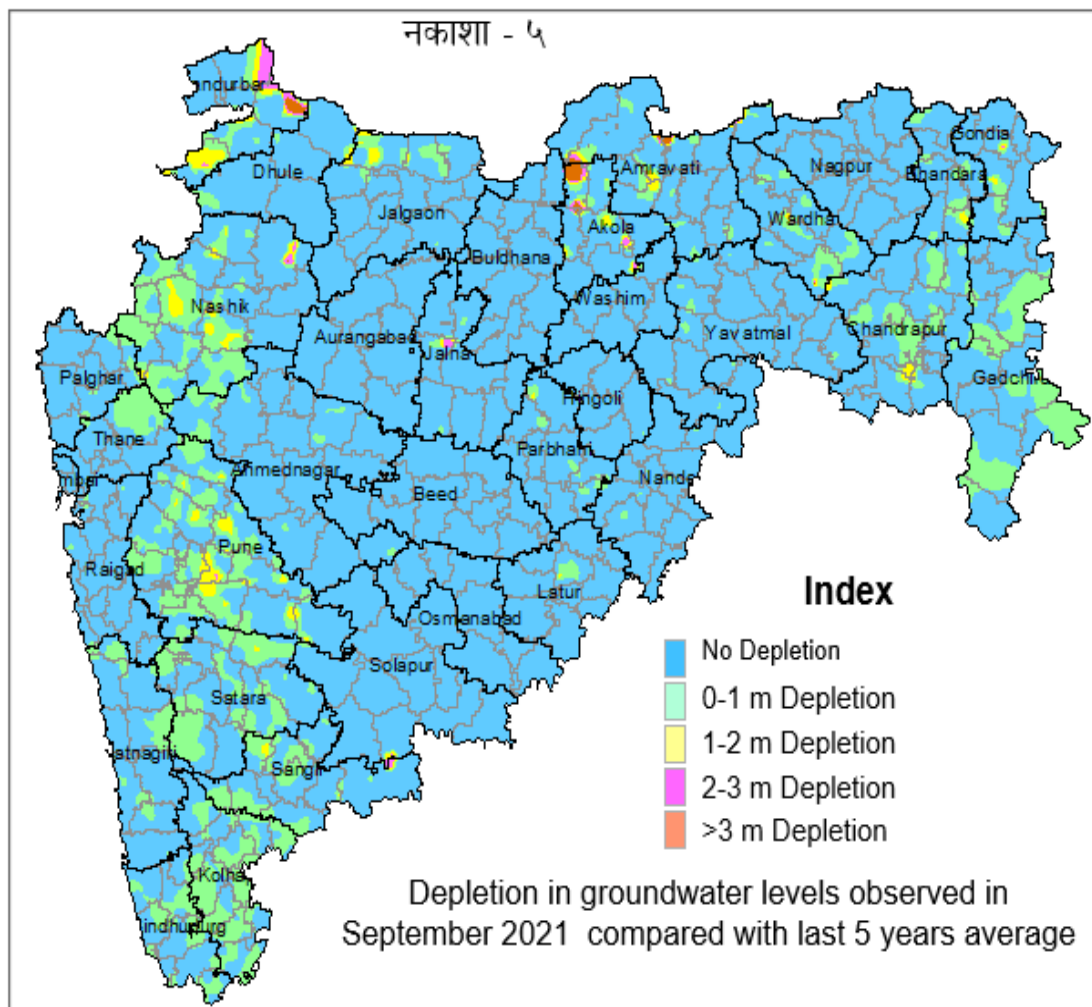 नकाशा - ५
ndurbar
Dhule
Jalgaon
Buldhana
Akola
Amravati
Wardha
Nagpur
Bhandara
Gondia
Nashik
Aurangabad
Jalna
Washim
Yavatmal
Chandrapur
Palghar
Thane
Hingoli
Parbhani
Ahmednagar
Beed
Nande
Pune
Raigad
Latur
Osmanabad
Solapur
Satara
atnagiri
Sangli
Kolha
indhudurg
Index
No Depletion
0-1 m Depletion
1-2 m Depletion
2-3 m Depletion
>3 m Depletion
Depletion in groundwater levels observed in
September 2021 compared with last 5 years average